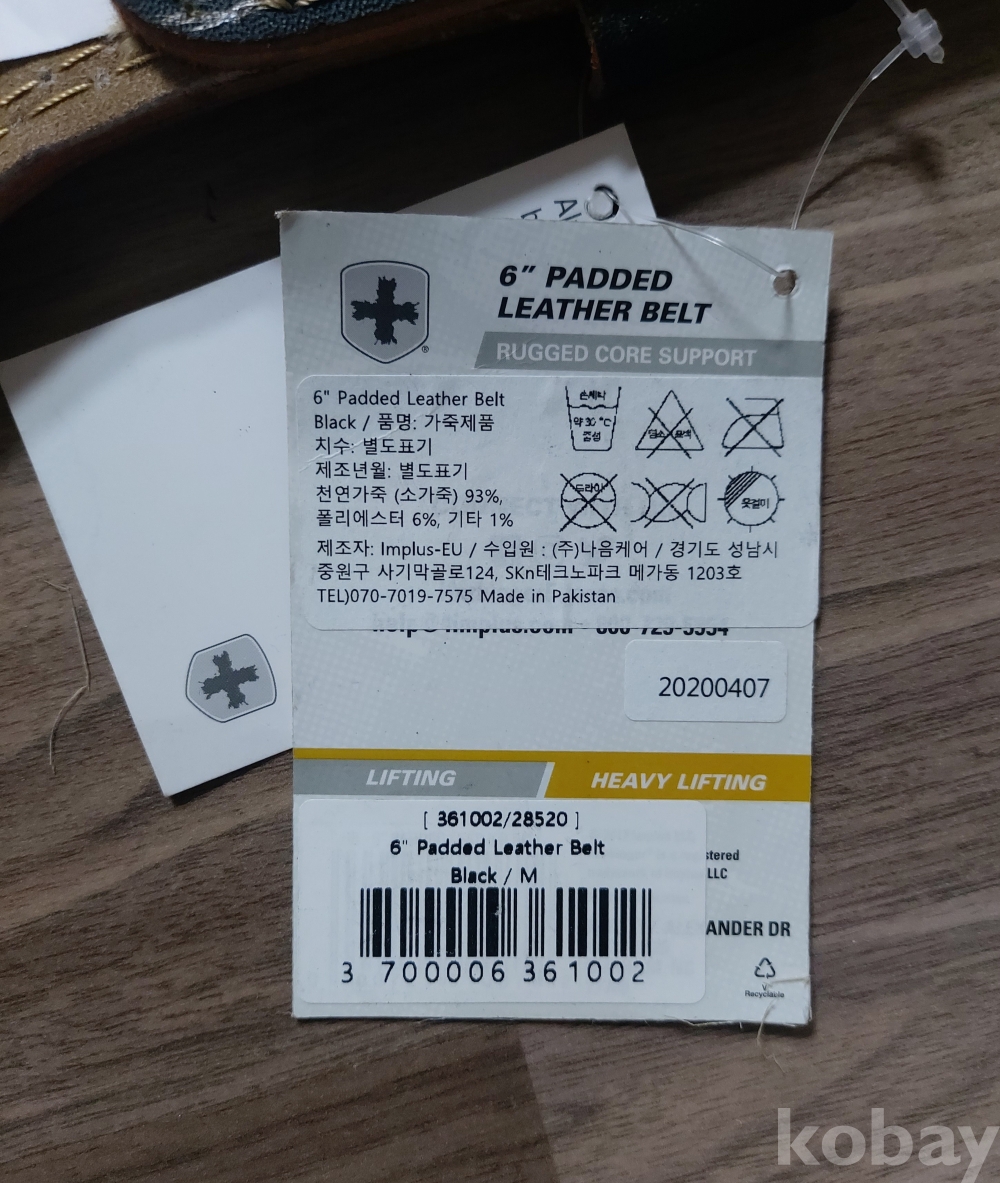 6" PADDED
LEATHER BELT
®
RUGGED CORE SUPPORT
6" Padded Leather Belt
Black / 품명: 가죽제품
치수: 별도표기
제조년월: 별도표기
천연가죽 (소가죽) 93%,
폴리에스터 6%, 기타 1%
손세탁
약 30 °C
중성
염소 표백
드라이
옷걸이
제조자: Implus-EU / 수입원 : (주)나음케어 / 경기도 성남시
중원구 사기막골로124, SKn테크노파크 메가동 1203호
TEL)070-7019-7575 Made in Pakistan
20200407
LIFTING
HEAVY LIFTING
[ 361002/28520 ]
6" Padded Leather Belt
Black / M
3 700006 361002
stered
LLC
ANDER DR
Recyclable
kobay